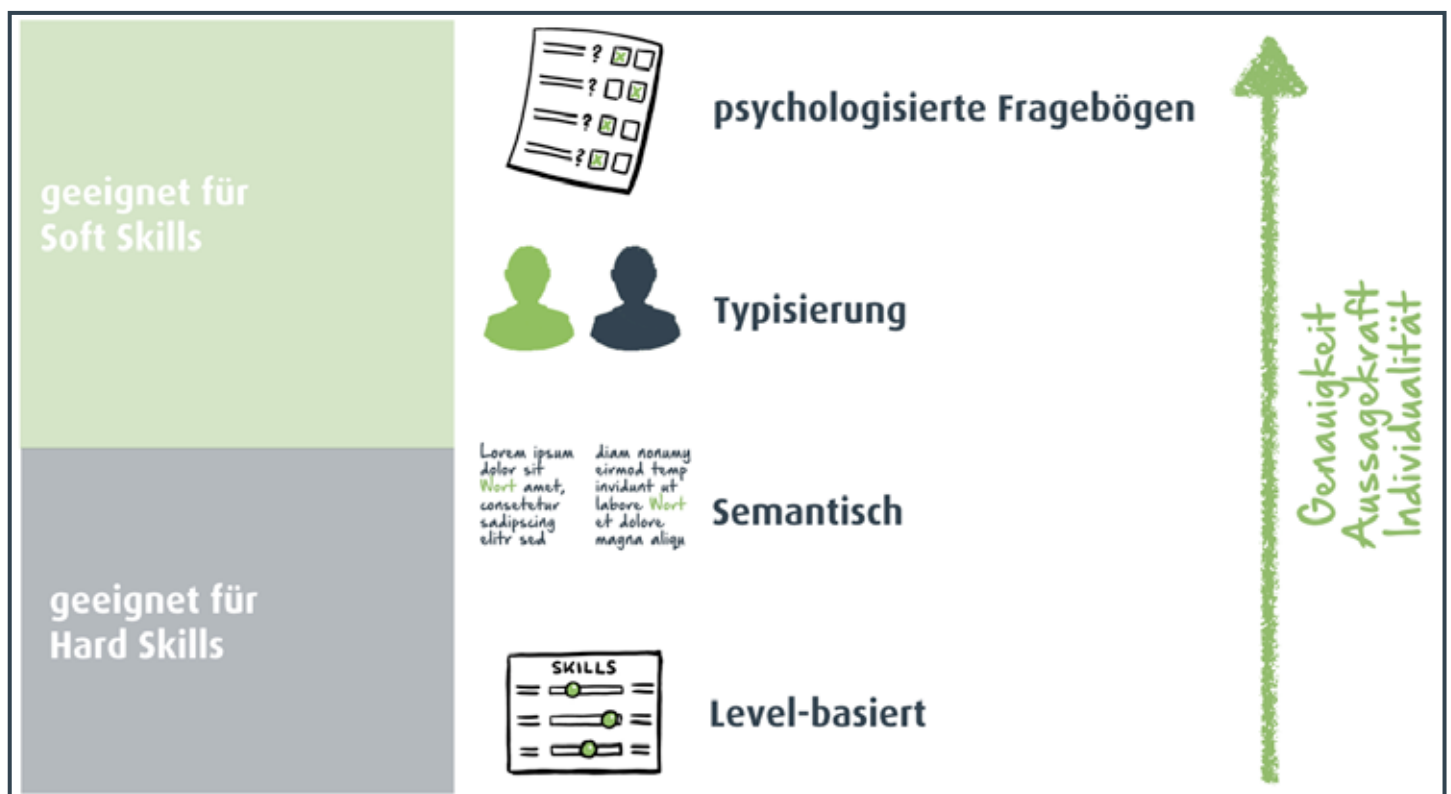 geeignet für
Soft Skills
psychologisierte Fragebögen
?
?
?
?
Typisierung
Lorem ipsum
dolor sit
Wort amet,
consetetur
sadipscing
elitr sed
diam nonumy
eirmod temp
invidunt ut
labore Wort
et dolore
magna aliqu
Semantisch
geeignet für
Hard Skills
SKILLS
Level-basiert
Genauigkeit
Aussagekraft
Individualität